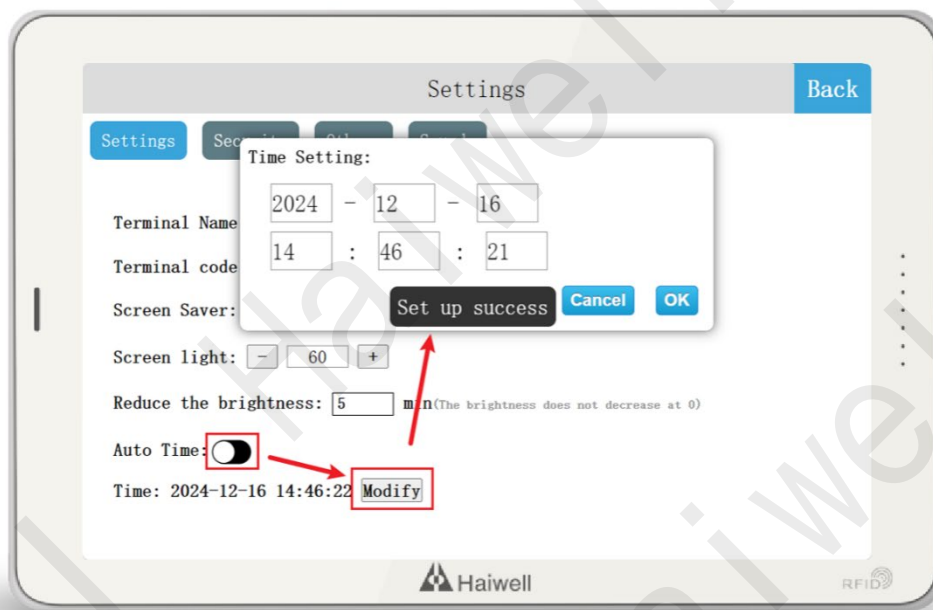 Settings
Back
Settings
Time Setting:
2024 - 12 - 16
14 : 46 : 21
Set up success
Cancel
OK
Terminal Name
Terminal code
Screen Saver:
Screen light: - 60 +
Reduce the brightness: 5 min(The brightness does not decrease at 0)
Auto Time:
Time: 2024-12-16 14:46:22 Modify
Haiwell
RFID
Haiwell